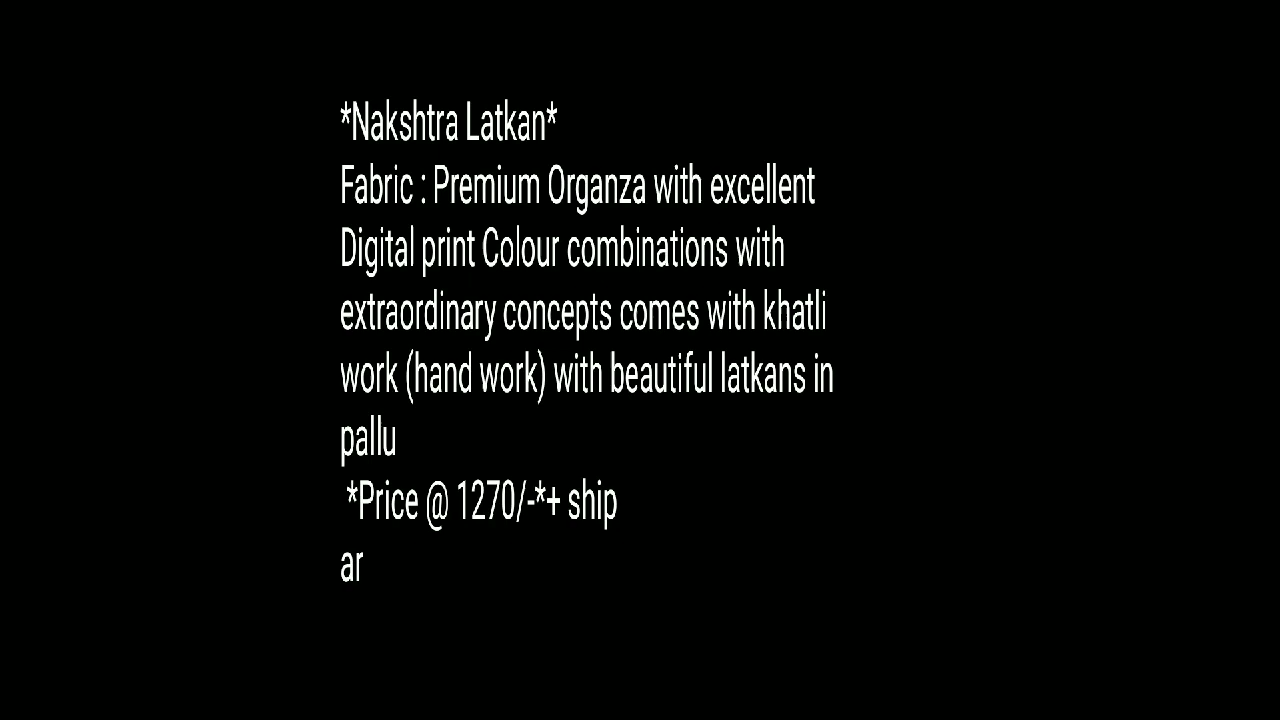 *Nakshtra Latkan*
Fabric : Premium Organza with excellent
Digital print Colour combinations with
extraordinary concepts comes with khatli
work (hand work) with beautiful latkans in
pallu
*Price @ 1270/-*+ ship
ar